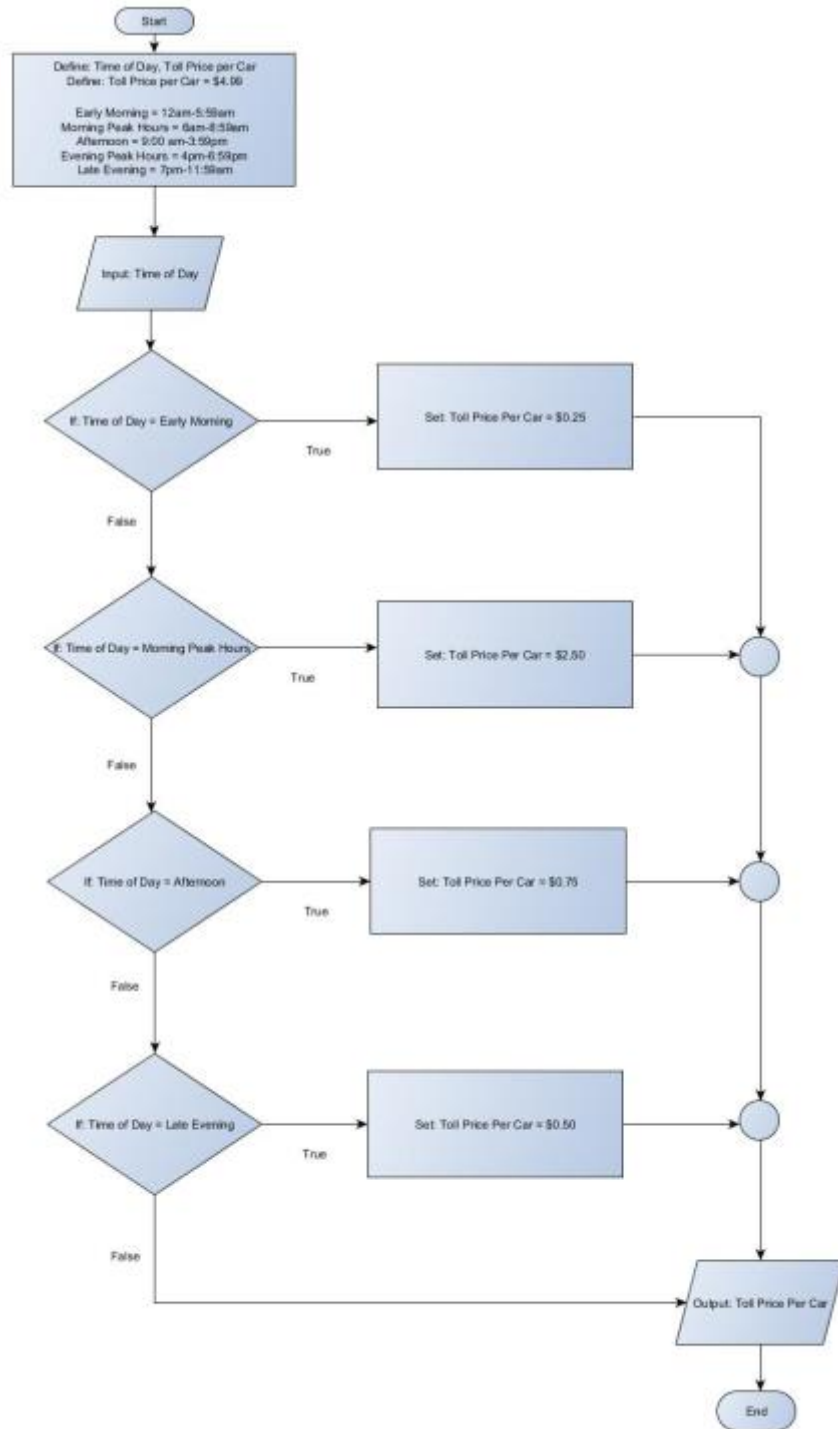 Start
Define: Time of Day, Toll Price per Car
Define: Toll Price per Car = $4.99
Early Morning = 12am-5:59am
Morning Peak Hours = 6am-8:59am
Afternoon = 9:00 am-3:59pm
Evening Peak Hours = 4pm-6:59pm
Late Evening = 7pm-11:59am
Input: Time of Day
If: Time of Day = Early Morning
True
Set: Toll Price Per Car = $0.25
False
If: Time of Day = Morning Peak Hours
True
Set: Toll Price Per Car = $2.50
False
If: Time of Day = Afternoon
True
Set: Toll Price Per Car = $0.75
False
If: Time of Day = Late Evening
True
Set: Toll Price Per Car = $0.50
False
Output: Toll Price Per Car
End